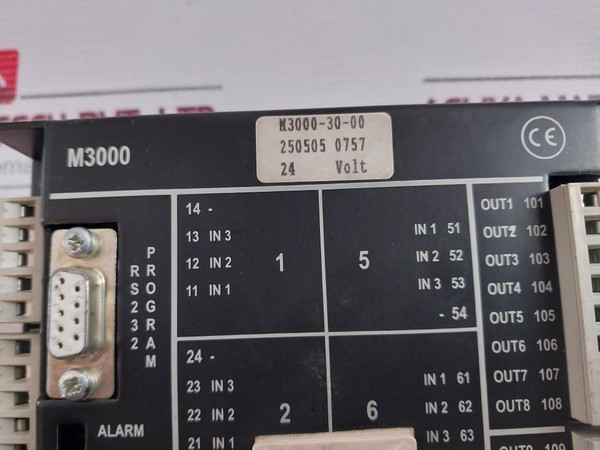 M3000-30-00
250505 0757
24 Volt
M3000
CE
PROGRAM
RS232
ALARM
14 -
13 IN 3
12 IN 2
11 IN 1
1
5
IN 1 51
IN 2 52
IN 3 53
- 54
24 -
23 IN 3
22 IN 2
21 IN 1
2
6
IN 1 61
IN 2 62
IN 3 63
OUT1 101
OUT2 102
OUT3 103
OUT4 104
OUT5 105
OUT6 106
OUT7 107
OUT8 108